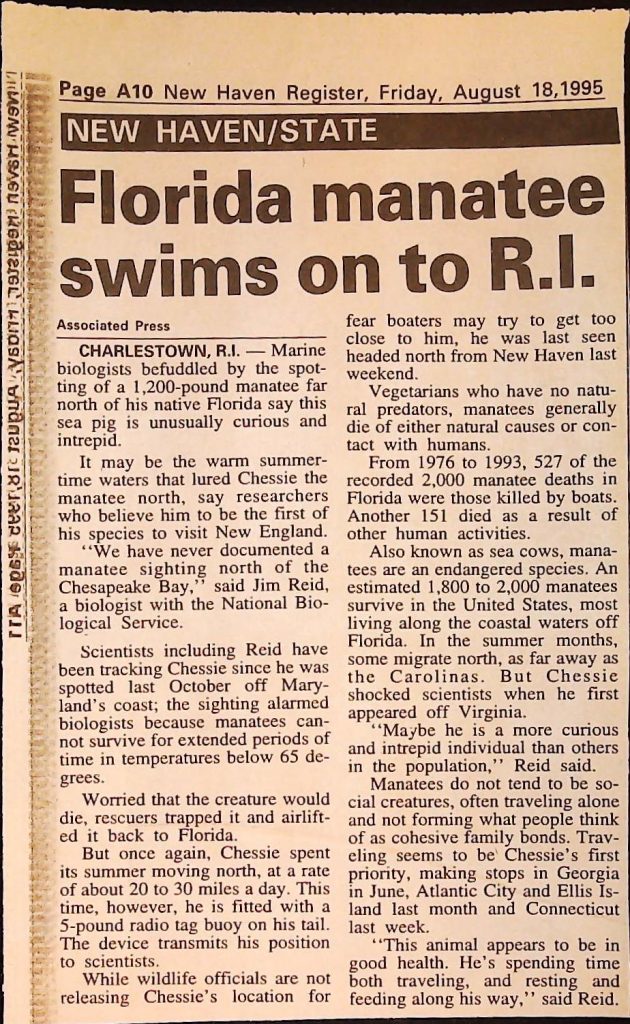 Page A10 New Haven Register, Friday, August 18,1995
NEW HAVEN/STATE
Florida manatee
swims on to R.I.
Associated Press
CHARLESTOWN, R.I. — Marine
biologists befuddled by the spot-
ting of a 1,200-pound manatee far
north of his native Florida say this
sea pig is unusually curious and
intrepid.
It may be the warm summer-
time waters that lured Chessie the
manatee north, say researchers
who believe him to be the first of
his species to visit New England.
"We have never documented a
manatee sighting north of the
Chesapeake Bay," said Jim Reid,
a biologist with the National Bio-
logical Service.
Scientists including Reid have
been tracking Chessie since he was
spotted last October off Mary-
land's coast; the sighting alarmed
biologists because manatees can-
not survive for extended periods of
time in temperatures below 65 de-
grees.
Worried that the creature would
die, rescuers trapped it and airlift-
ed it back to Florida.
But once again, Chessie spent
its summer moving north, at a rate
of about 20 to 30 miles a day. This
time, however, he is fitted with a
5-pound radio tag buoy on his tail.
The device transmits his position
to scientists.
While wildlife officials are not
releasing Chessie's location for
fear boaters may try to get too
close to him, he was last seen
headed north from New Haven last
weekend.
Vegetarians who have no natu-
ral predators, manatees generally
die of either natural causes or con-
tact with humans.
From 1976 to 1993, 527 of the
recorded 2,000 manatee deaths in
Florida were those killed by boats.
Another 151 died as a result of
other human activities.
Also known as sea cows, mana-
tees are an endangered species. An
estimated 1,800 to 2,000 manatees
survive in the United States, most
living along the coastal waters off
Florida. In the summer months,
some migrate north, as far away as
the Carolinas. But Chessie
shocked scientists when he first
appeared off Virginia.
"Maybe he is a more curious
and intrepid individual than others
in the population," Reid said.
Manatees do not tend to be so-
cial creatures, often traveling alone
and not forming what people think
of as cohesive family bonds. Trav-
eling seems to be Chessie's first
priority, making stops in Georgia
in June, Atlantic City and Ellis Is-
land last month and Connecticut
last week.
"This animal appears to be in
good health. He's spending time
both traveling, and resting and
feeding along his way," said Reid.